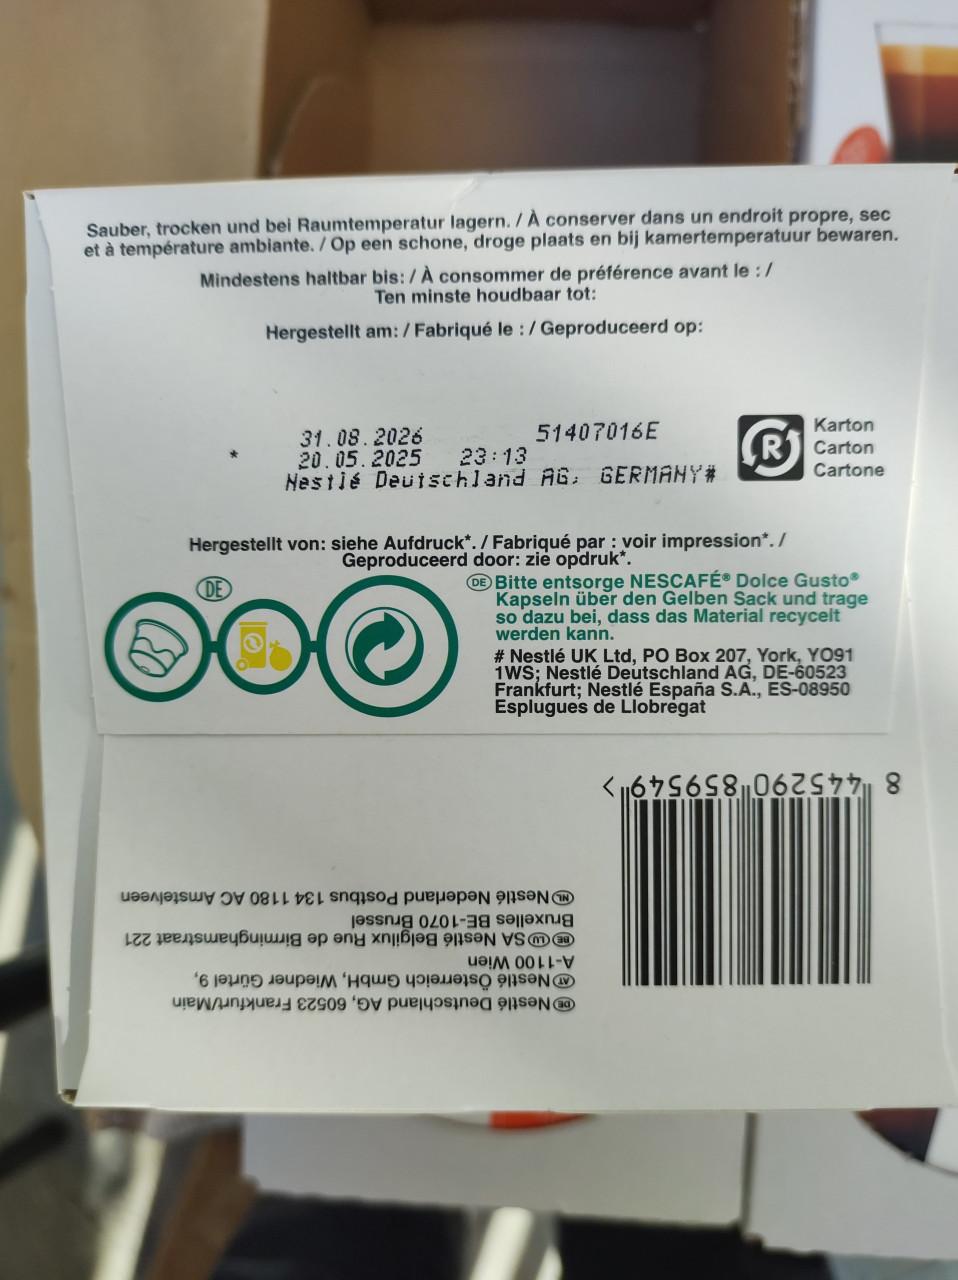 Sauber, trocken und bei Raumtemperatur lagern. / À conserver dans un endroit propre, sec
et à température ambiante. / Op een schone, droge plaats en bij kamertemperatuur bewaren.
Mindestens haltbar bis: / À consommer de préférence avant le : /
Ten minste houdbaar tot:
Hergestellt am: / Fabriqué le : / Geproduceerd op:
31.08.2026 51407016E
* 20.05.2025 23:13
Nestlé Deutschland AG, GERMANY#
R
Karton
Carton
Cartone
Hergestellt von: siehe Aufdruck*. / Fabriqué par : voir impression*. /
Geproduceerd door: zie opdruk*.
DE
DE Bitte entsorge NESCAFÉ® Dolce Gusto®
Kapseln über den Gelben Sack und trage
so dazu bei, dass das Material recycelt
werden kann.
# Nestlé UK Ltd, PO Box 207, York, YO91
1WS; Nestlé Deutschland AG, DE-60523
Frankfurt; Nestlé España S.A., ES-08950
Esplugues de Llobregat
8 445290 859549 >
DE Nestlé Deutschland AG, 60523 Frankfurt/Main
AT Nestlé Österreich GmbH, Wiedner Gürtel 9,
A-1100 Wien
BE LU SA Nestlé Belgilux Rue de Birminghamstraat 221
Bruxelles BE-1070 Brussel
NL Nestlé Nederland Postbus 134 1180 AC Amstelveen